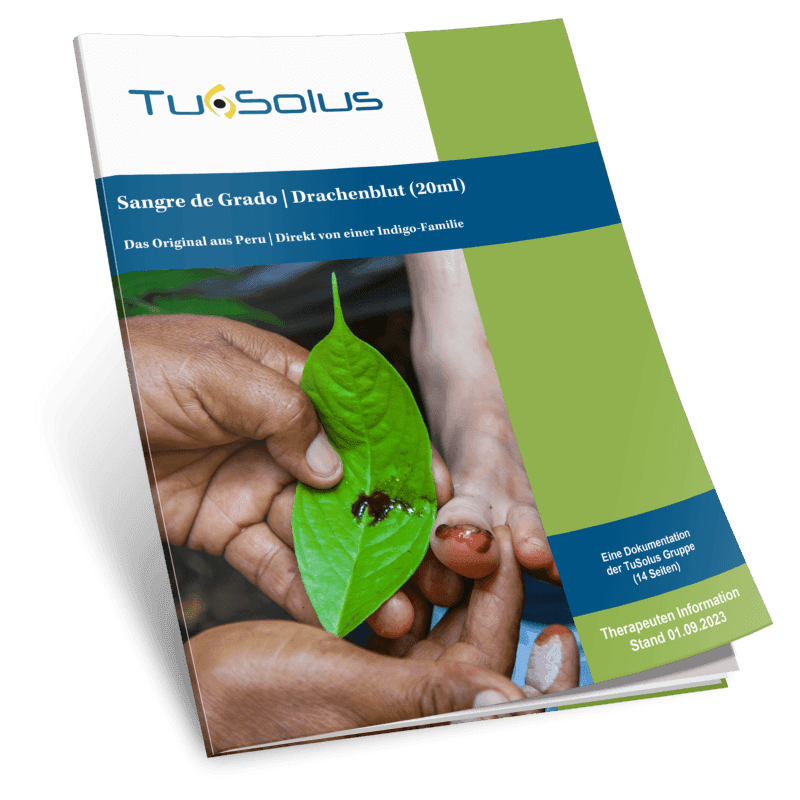 TuSolus
Sangre de Grado | Drachenblut (20ml)
Das Original aus Peru | Direkt von einer Indigo-Familie
Eine Dokumentation
der TuSolus Gruppe
(14 Seiten)
Therapeuten Information
Stand 01.09.2023